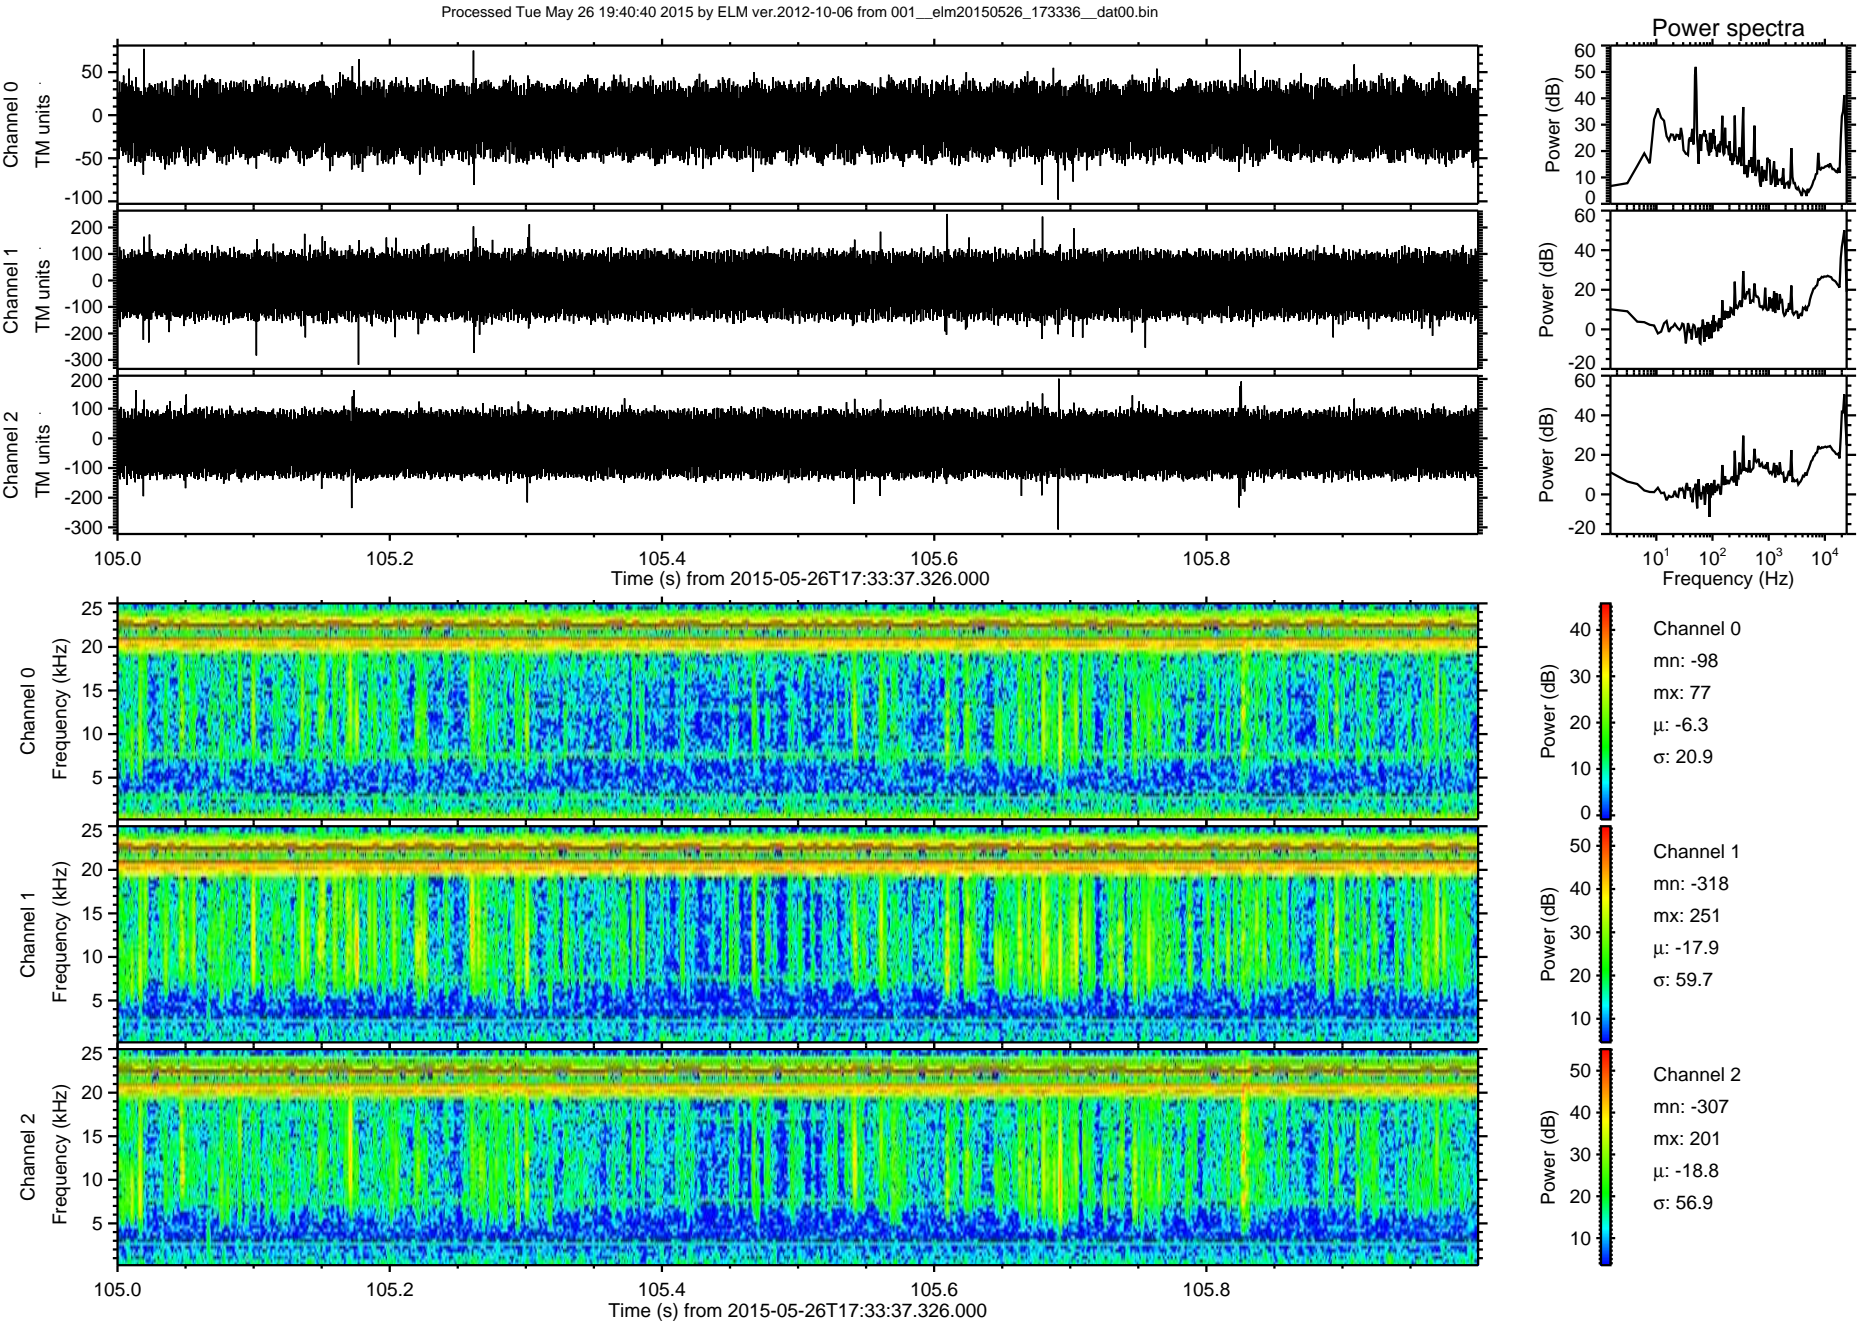 Processed Tue May 26 19:40:40 2015 by ELM ver.2012-10-06 from 001__elm20150526_173336__dat00.bin
Power spectra
Channel 0
TM units
50
0
-50
-100
Power (dB)
60
50
40
30
20
10
0
Channel 1
TM units
200
100
0
-100
-200
-300
Power (dB)
60
40
20
0
-20
Channel 2
TM units
200
100
0
-100
-200
-300
Power (dB)
60
40
20
0
-20
105.0 105.2 105.4 105.6 105.8
Time (s) from 2015-05-26T17:33:37.326.000
10¹ 10² 10³ 10⁴
Frequency (Hz)
Channel 0
Frequency (kHz)
25
20
15
10
5
Power (dB)
40
30
20
10
0
Channel 0
mn: -98
mx: 77
μ: -6.3
σ: 20.9
Channel 1
Frequency (kHz)
25
20
15
10
5
Power (dB)
50
40
30
20
10
Channel 1
mn: -318
mx: 251
μ: -17.9
σ: 59.7
Channel 2
Frequency (kHz)
25
20
15
10
5
Power (dB)
50
40
30
20
10
Channel 2
mn: -307
mx: 201
μ: -18.8
σ: 56.9
105.0 105.2 105.4 105.6 105.8
Time (s) from 2015-05-26T17:33:37.326.000